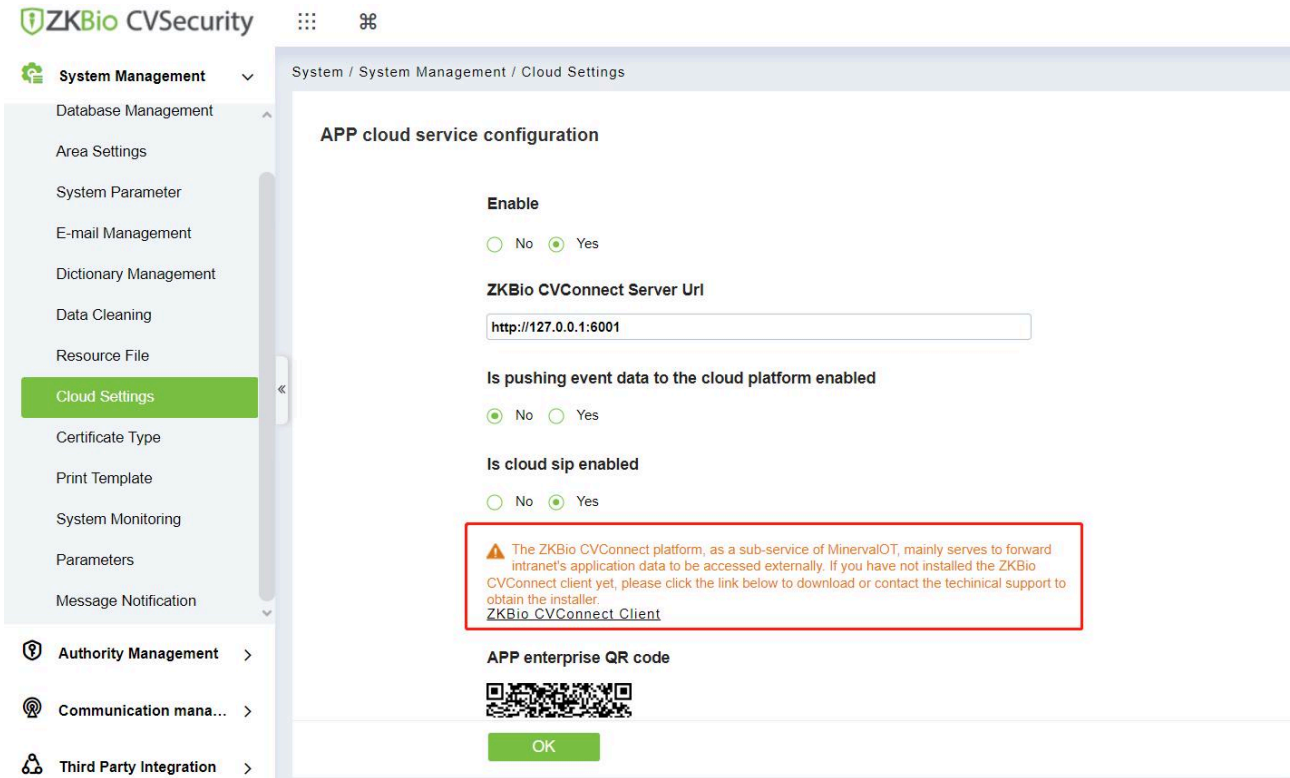 ZKBio CVSecurity
System Management
Database Management
Area Settings
System Parameter
E-mail Management
Dictionary Management
Data Cleaning
Resource File
Cloud Settings
Certificate Type
Print Template
System Monitoring
Parameters
Message Notification
Authority Management
Communication mana...
Third Party Integration
System / System Management / Cloud Settings
APP cloud service configuration
Enable
No Yes
ZKBio CVConnect Server Url
http://127.0.0.1:6001
Is pushing event data to the cloud platform enabled
No Yes
Is cloud sip enabled
No Yes
The ZKBio CVConnect platform, as a sub-service of MinervaIOT, mainly serves to forward
intranet's application data to be accessed externally. If you have not installed the ZKBio
CVConnect client yet, please click the link below to download or contact the techinical support to
obtain the installer.
ZKBio CVConnect Client
APP enterprise QR code
OK